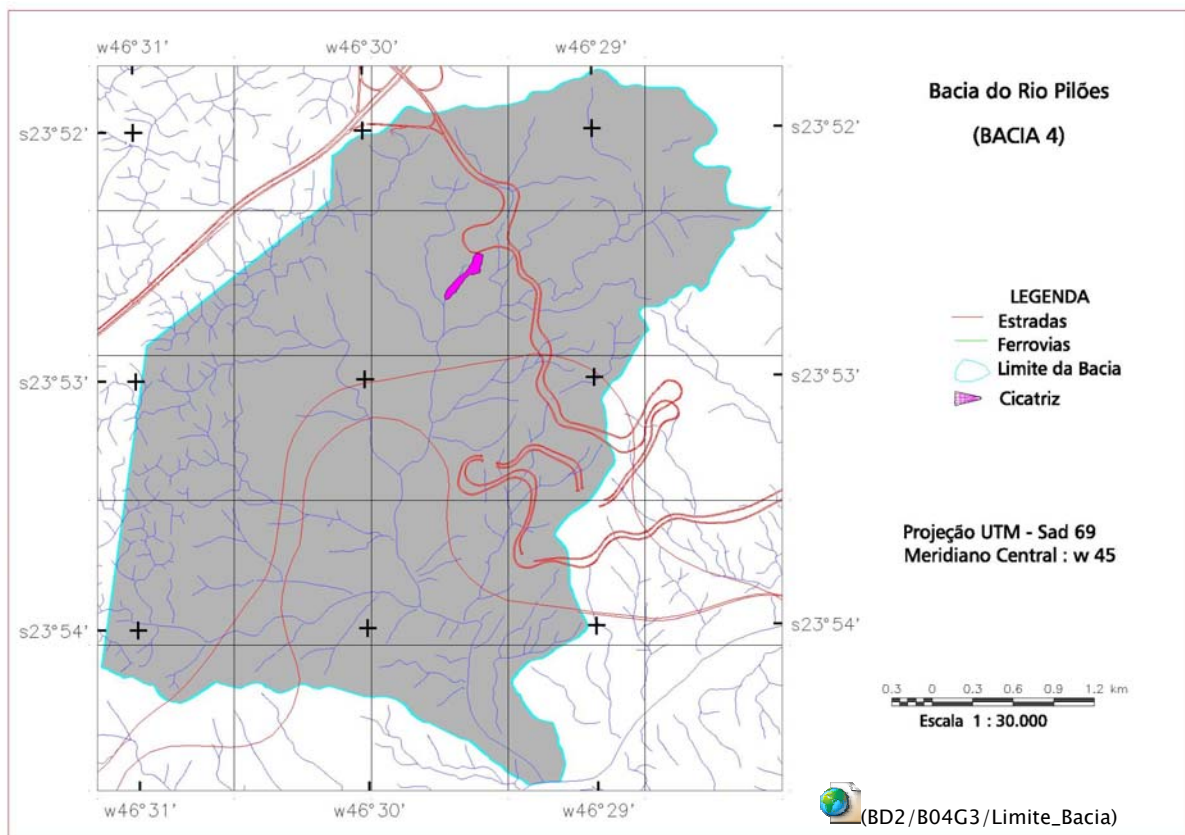 w46°31' w46°30' w46°29'
s23°52' s23°52'
s23°53' s23°53'
s23°54' s23°54'
w46°31' w46°30' w46°29'
Bacia do Rio Pilões
(BACIA 4)
LEGENDA
Estradas
Ferrovias
Limite da Bacia
Cicatriz
Projeção UTM - Sad 69
Meridiano Central : w 45
0.3 0 0.3 0.6 0.9 1.2 km
Escala 1 : 30.000
(BD2/B04G3/Limite_Bacia)